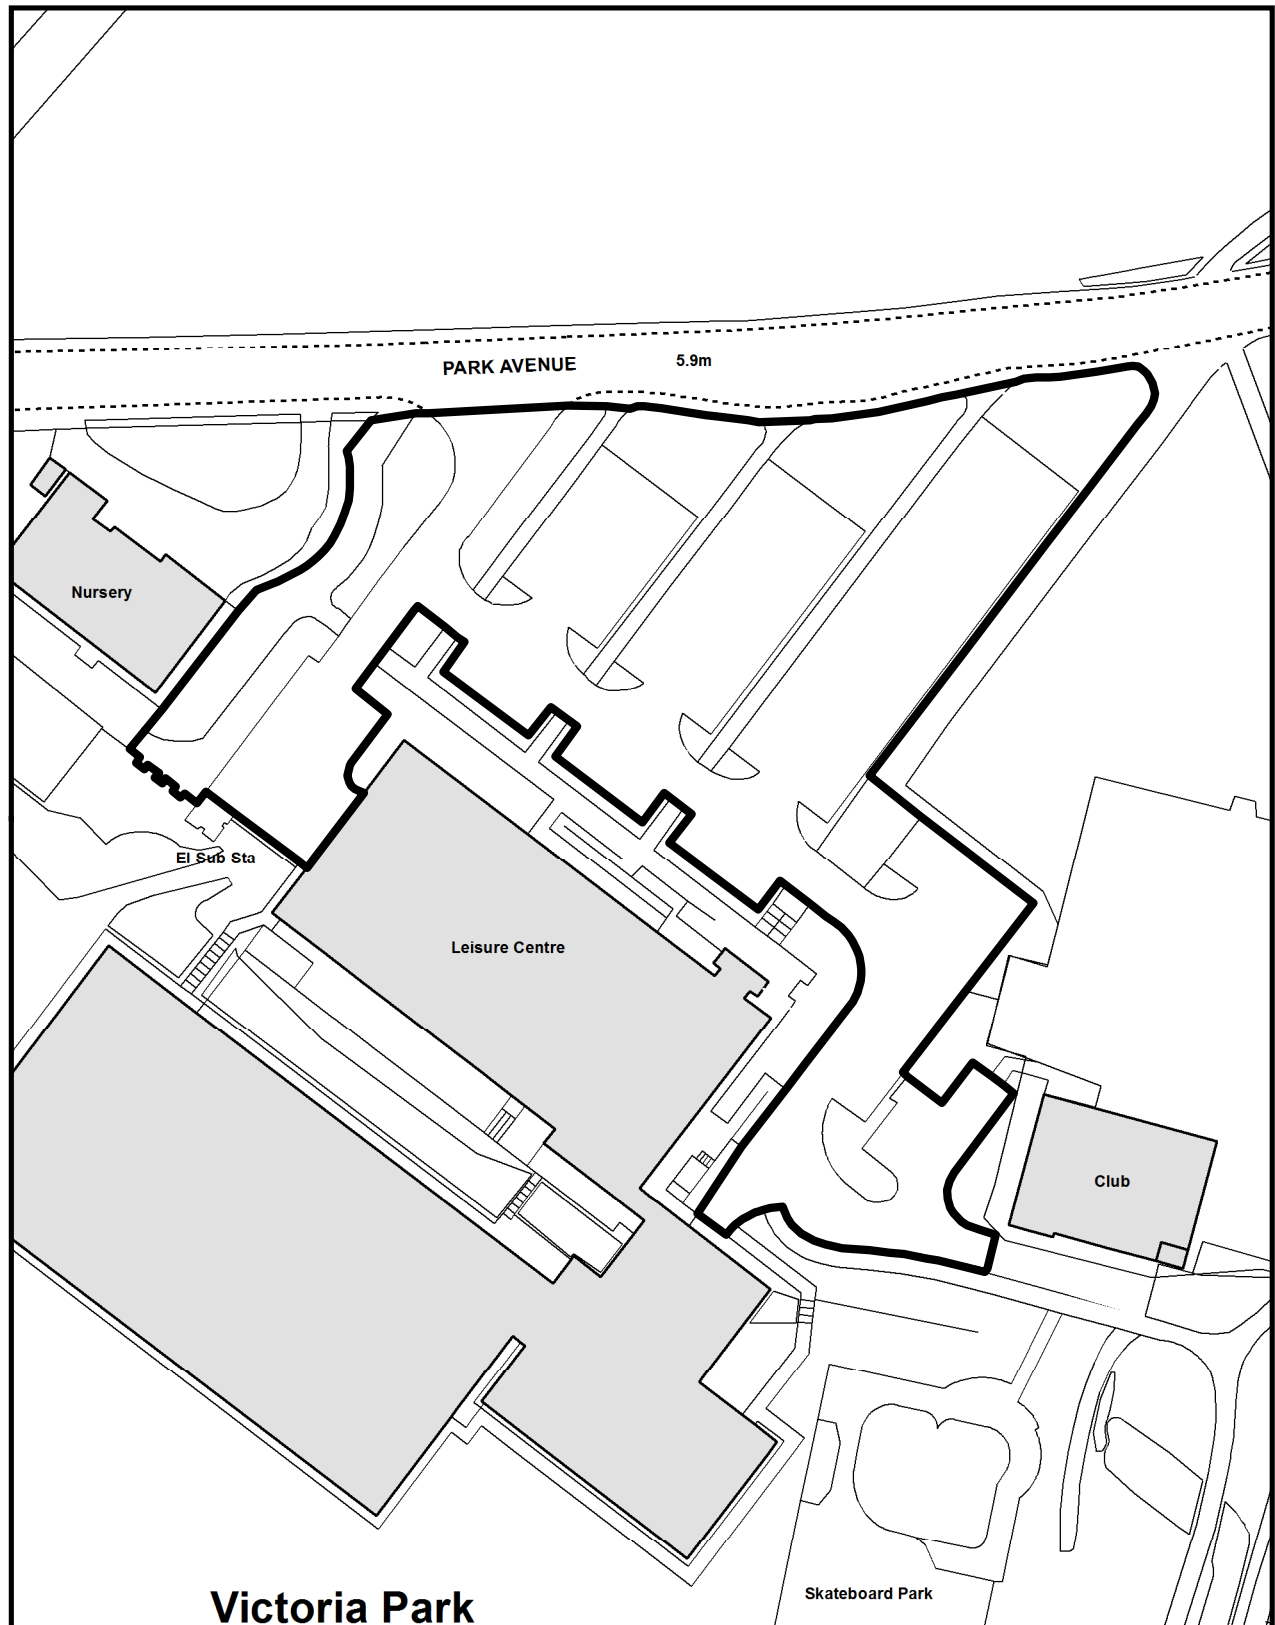 PARK AVENUE
5.9m
Nursery
El Sub Sta
Leisure Centre
Club
Skateboard Park
Victoria Park